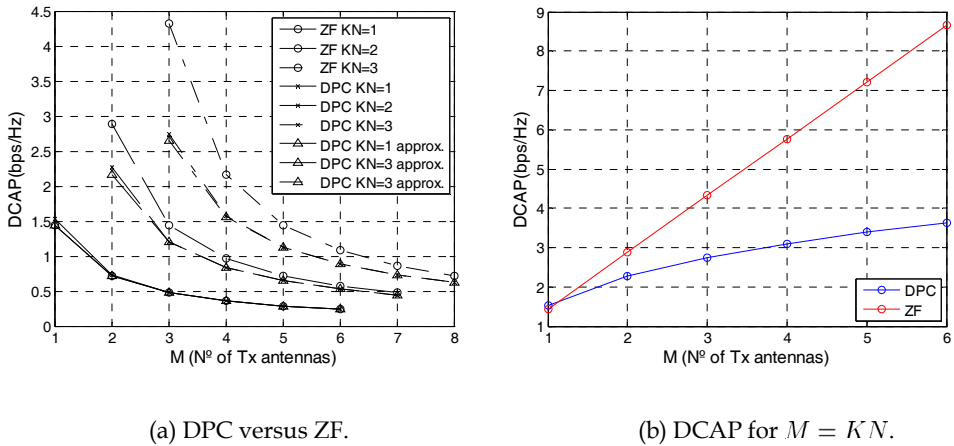 4.5
4
3.5
3
2.5
2
1.5
1
0.5
0
DCAP(bps/Hz)
ZF KN=1
ZF KN=2
ZF KN=3
DPC KN=1
DPC KN=2
DPC KN=3
DPC KN=1 approx.
DPC KN=3 approx.
DPC KN=3 approx.
1 2 3 4 5 6 7 8
M (Nº of Tx antennas)
(a) DPC versus ZF.
9
8
7
6
5
4
3
2
1
DCAP(bps/Hz)
DPC
ZF
1 2 3 4 5 6
M (Nº of Tx antennas)
(b) DCAP for M = KN.